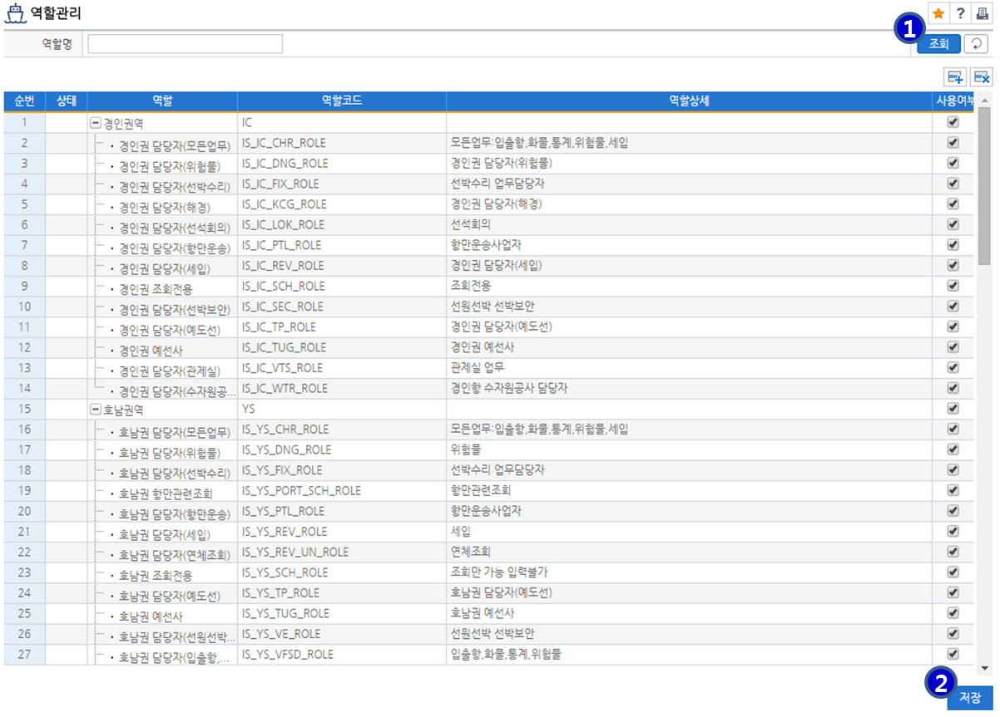 역할관리
?
1
역할명
조회
순번 상태 역할 역할코드 역할상세 사용여부
1 경인권역 IC
2 경인권 담당자(모든업무) IS_IC_CHR_ROLE 모든업무:입출항,화물,통계,위험물,세입
3 경인권 담당자(위험물) IS_IC_DNG_ROLE 경인권 담당자(위험물)
4 경인권 담당자(선박수리) IS_IC_FIX_ROLE 선박수리 업무담당자
5 경인권 담당자(해경) IS_IC_KCG_ROLE 경인권 담당자(해경)
6 경인권 담당자(선석회의) IS_IC_LOK_ROLE 선석회의
7 경인권 담당자(항만운송) IS_IC_PTL_ROLE 항만운송사업자
8 경인권 담당자(세입) IS_IC_REV_ROLE 경인권 담당자(세입)
9 경인권 조회전용 IS_IC_SCH_ROLE 조회전용
10 경인권 담당자(선박보안) IS_IC_SEC_ROLE 선원선박 선박보안
11 경인권 담당자(예도선) IS_IC_TP_ROLE 경인권 담당자(예도선)
12 경인권 예선사 IS_IC_TUG_ROLE 경인권 예선사
13 경인권 담당자(관제실) IS_IC_VTS_ROLE 관제실 업무
14 경인권 담당자(수자원공... IS_IC_WTR_ROLE 경인항 수자원공사 담당자
15 호남권역 YS
16 호남권 담당자(모든업무) IS_YS_CHR_ROLE 모든업무:입출항,화물,통계,위험물,세입
17 호남권 담당자(위험물) IS_YS_DNG_ROLE 위험물
18 호남권 담당자(선박수리) IS_YS_FIX_ROLE 선박수리 업무담당자
19 호남권 항만관련조회 IS_YS_PORT_SCH_ROLE 항만관련조회
20 호남권 담당자(항만운송) IS_YS_PTL_ROLE 항만운송사업자
21 호남권 담당자(세입) IS_YS_REV_ROLE 세입
22 호남권 담당자(연체조회) IS_YS_REV_UN_ROLE 연체조회
23 호남권 조회전용 IS_YS_SCH_ROLE 조회만 가능 입력불가
24 호남권 담당자(예도선) IS_YS_TP_ROLE 호남권 담당자(예도선)
25 호남권 예선사 IS_YS_TUG_ROLE 호남권 예선사
26 호남권 담당자(선원선박... IS_YS_VE_ROLE 선원선박 선박보안
27 호남권 담당자(입출항,... IS_YS_VFSD_ROLE 입출항,화물,통계,위험물
2
저장